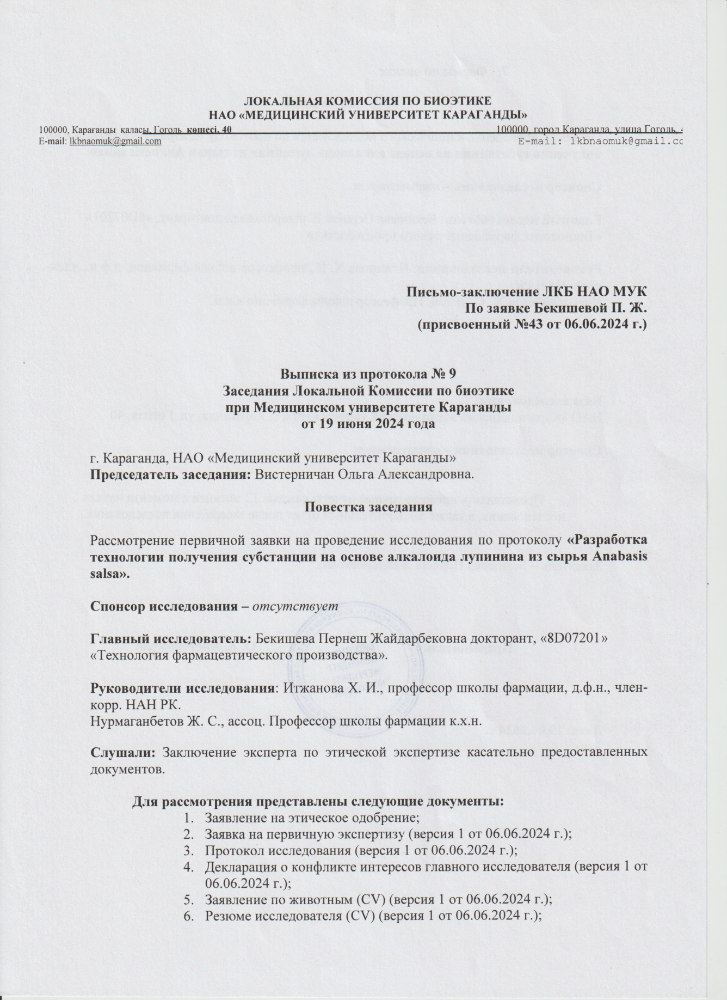 ЛОКАЛЬНАЯ КОМИССИЯ ПО БИОЭТИКЕ
НАО «МЕДИЦИНСКИЙ УНИВЕРСИТЕТ КАРАГАНДЫ»
100000, Карағанды қаласы, Гоголь көшесі, 40
100000, город Караганда, улица Гоголь,
E-mail: lkbnaomuk@gmail.com
E-mail: lkbnaomuk@gmail.cc
Письмо-заключение ЛКБ НАО МУК
По заявке Бекишевой П. Ж.
(присвоенный №43 от 06.06.2024 г.)
Выписка из протокола № 9
Заседания Локальной Комиссии по биоэтике
при Медицинском университете Караганды
от 19 июня 2024 года
г. Караганда, НАО «Медицинский университет Караганды»
Председатель заседания: Вистерничан Ольга Александровна.
Повестка заседания
Рассмотрение первичной заявки на проведение исследования по протоколу «Разработка
технологии получения субстанции на основе алкалоида лупинина из сырья Anabasis
salsa».
Спонсор исследования – отсутствует
Главный исследователь: Бекишева Пернеш Жайдарбековна докторант, «8D07201»
«Технология фармацевтического производства».
Руководители исследования: Итжанова Х. И., профессор школы фармации, д.ф.н., член-
корр. НАН РК.
Нурмаганбетов Ж. С., ассоц. Профессор школы фармации к.х.н.
Слушали: Заключение эксперта по этической экспертизе касательно предоставленных
документов.
Для рассмотрения представлены следующие документы:
1. Заявление на этическое одобрение;
2. Заявка на первичную экспертизу (версия 1 от 06.06.2024 г.);
3. Протокол исследования (версия 1 от 06.06.2024 г.);
4. Декларация о конфликте интересов главного исследователя (версия 1 от
06.06.2024 г.);
5. Заявление по животным (CV) (версия 1 от 06.06.2024 г.);
6. Резюме исследователя (CV) (версия 1 от 06.06.2024 г.);